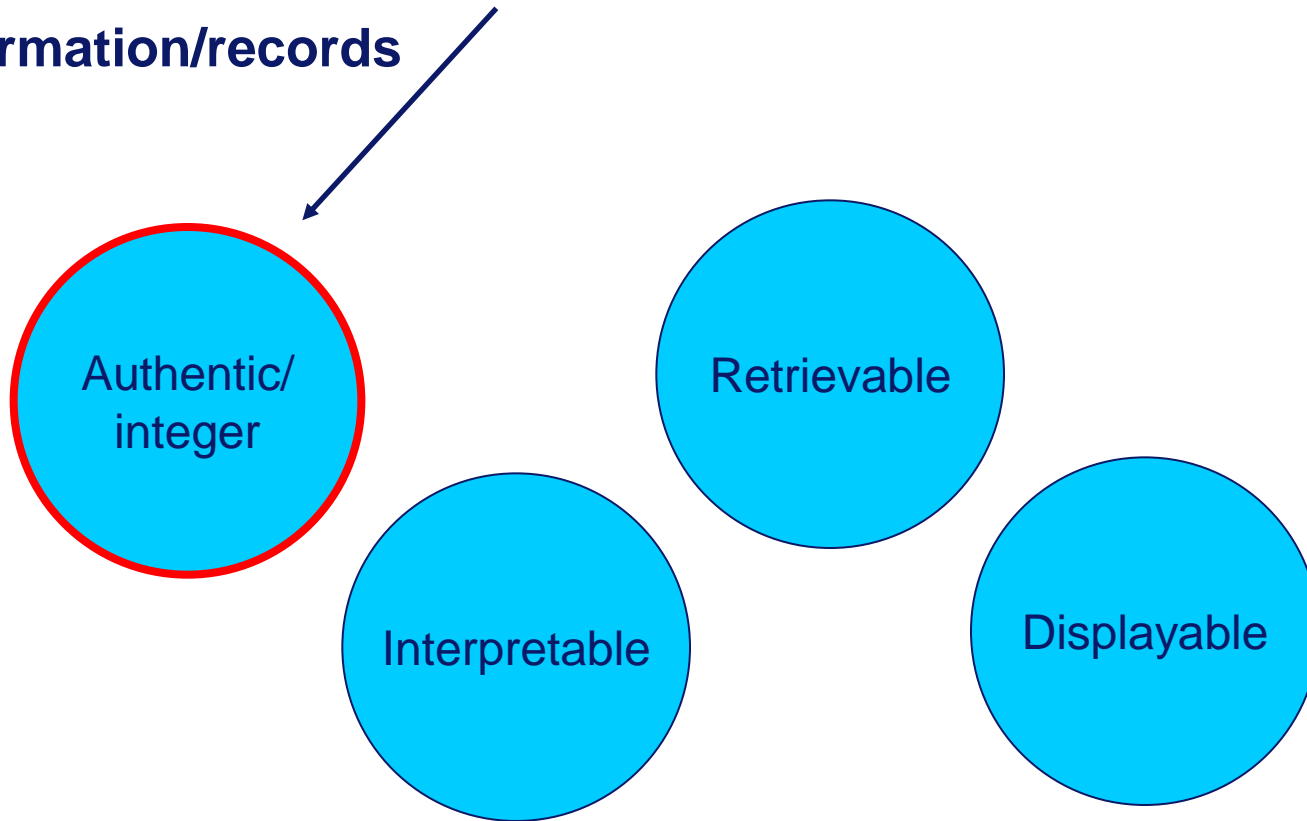 rmation/records
Authentic/
integer
Retrievable
Interpretable
Displayable